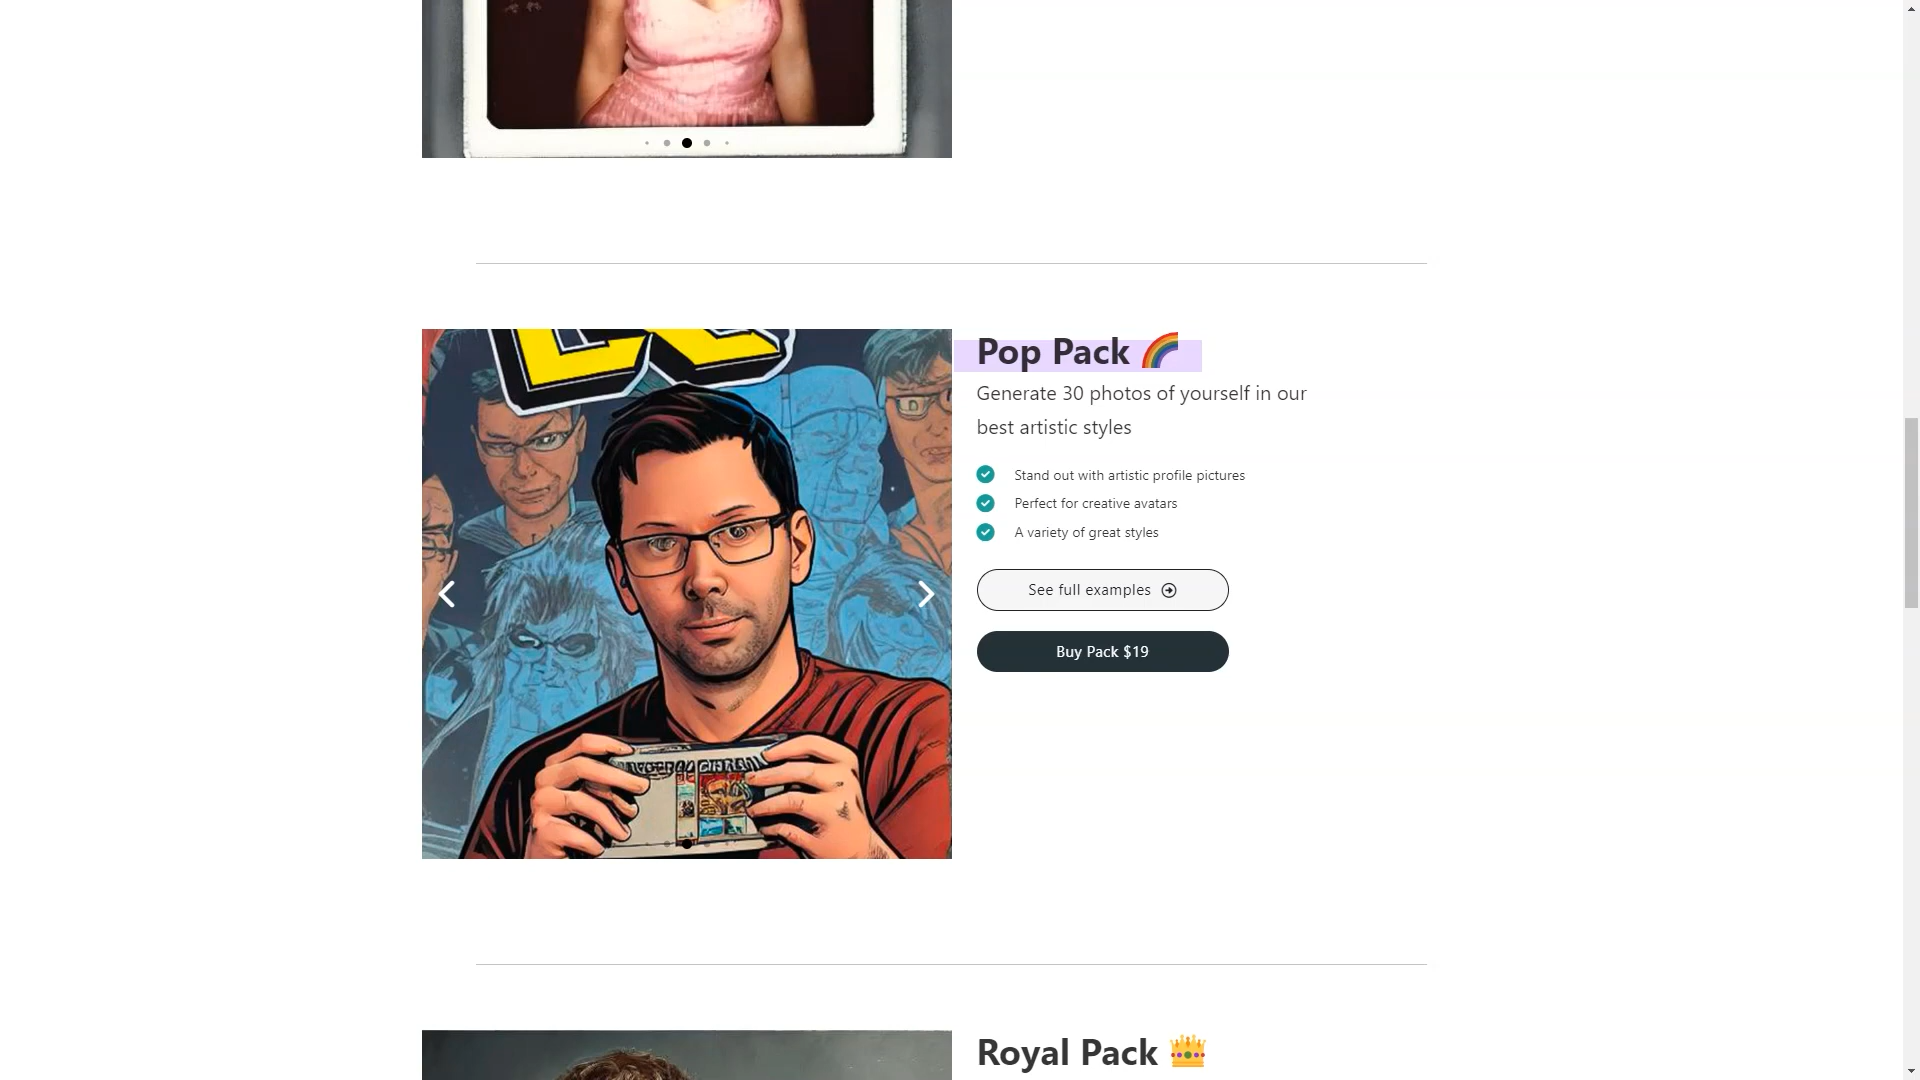 Pop Pack 🌈
Generate 30 photos of yourself in our
best artistic styles
Stand out with artistic profile pictures
Perfect for creative avatars
A variety of great styles
See full examples
Buy Pack $19
Royal Pack 👑